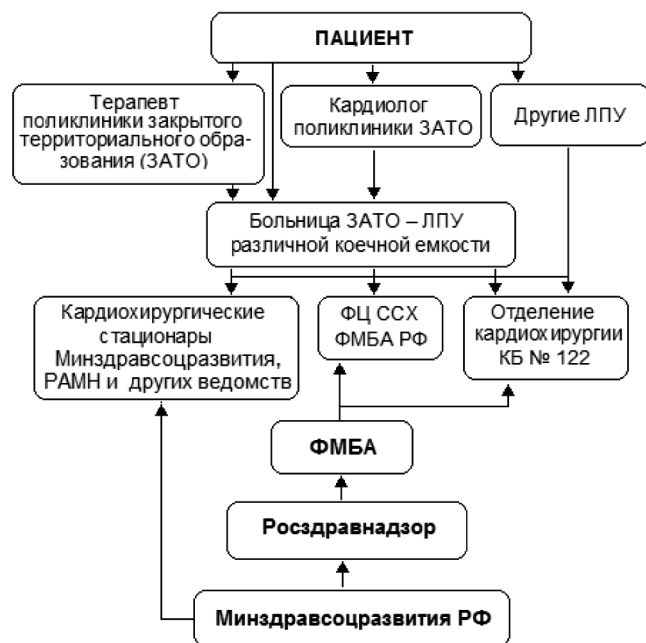 ПАЦИЕНТ
Терапевт
поликлиники закрытого
территориального обра-
зования (ЗАТО)
Кардиолог
поликлиники ЗАТО
Другие ЛПУ
Больница ЗАТО – ЛПУ
различной коечной емкости
Кардиохирургические
стационары
Минздравсоцразвития,
РАМН и других ведомств
ФЦ ССХ
ФМБА РФ
Отделение
кардиохирургии
КБ № 122
ФМБА
Росздравнадзор
Минздравсоцразвития РФ